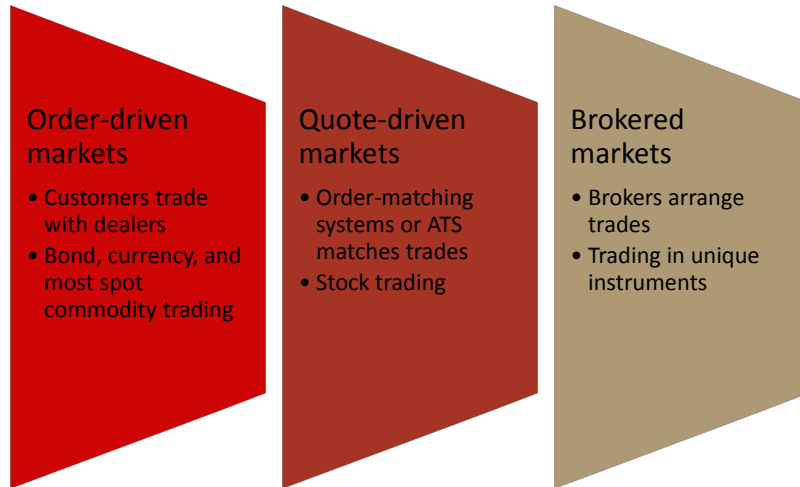 Order-driven
markets
• Customers trade
with dealers
• Bond, currency, and
most spot
commodity trading
Quote-driven
markets
• Order-matching
systems or ATS
matches trades
• Stock trading
Brokered
markets
• Brokers arrange
trades
• Trading in unique
instruments